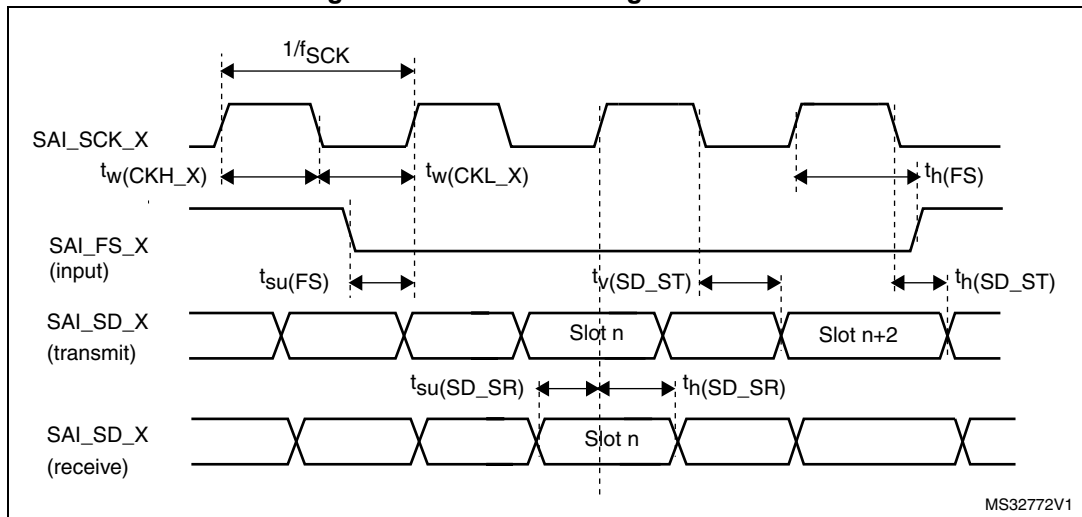 1/fSCK
SAI_SCK_X
tw(CKH_X)
tw(CKL_X)
th(FS)
SAI_FS_X
(input)
tsu(FS)
tv(SD_ST)
th(SD_ST)
SAI_SD_X
(transmit)
Slot n
Slot n+2
tsu(SD_SR)
th(SD_SR)
SAI_SD_X
(receive)
Slot n
MS32772V1